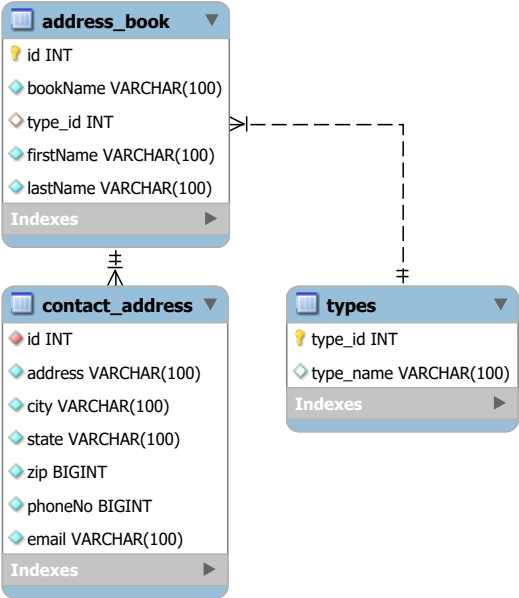 address_book
id INT
bookName VARCHAR(100)
type_id INT
firstName VARCHAR(100)
lastName VARCHAR(100)
Indexes
contact_address
id INT
address VARCHAR(100)
city VARCHAR(100)
state VARCHAR(100)
zip BIGINT
phoneNo BIGINT
email VARCHAR(100)
Indexes
types
type_id INT
type_name VARCHAR(100)
Indexes